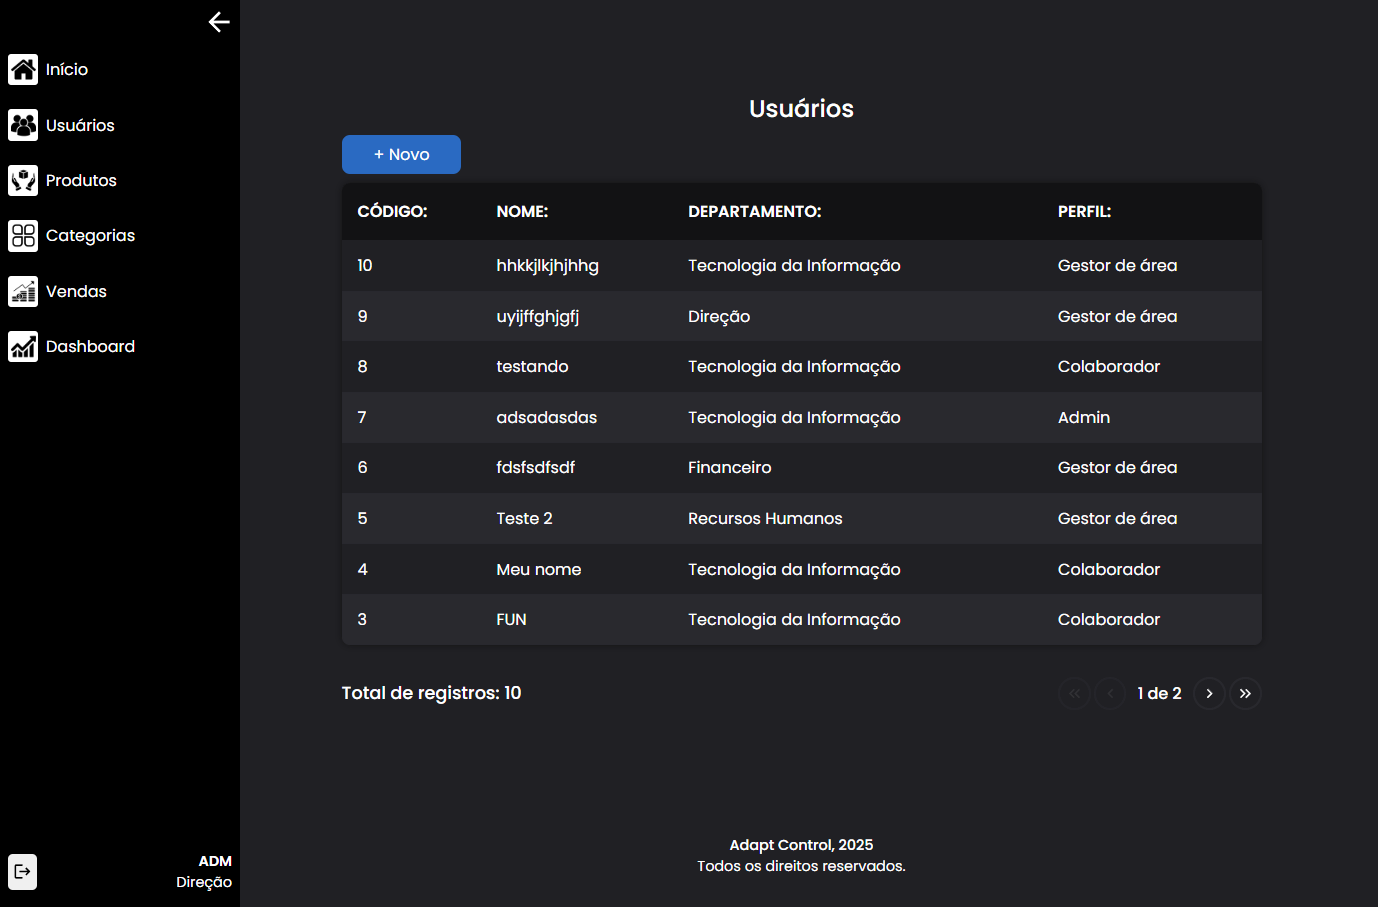 Início
Usuários
Produtos
Categorias
Vendas
Dashboard
ADM
Direção
Usuários
+ Novo
CÓDIGO: NOME: DEPARTAMENTO: PERFIL:
10 hhkkjlkjhjhhg Tecnologia da Informação Gestor de área
9 uyijffghjgfj Direção Gestor de área
8 testando Tecnologia da Informação Colaborador
7 adsadasdas Tecnologia da Informação Admin
6 fdsfsdfsdf Financeiro Gestor de área
5 Teste 2 Recursos Humanos Gestor de área
4 Meu nome Tecnologia da Informação Colaborador
3 FUN Tecnologia da Informação Colaborador
Total de registros: 10 « ‹ 1 de 2 › »
Adapt Control, 2025
Todos os direitos reservados.